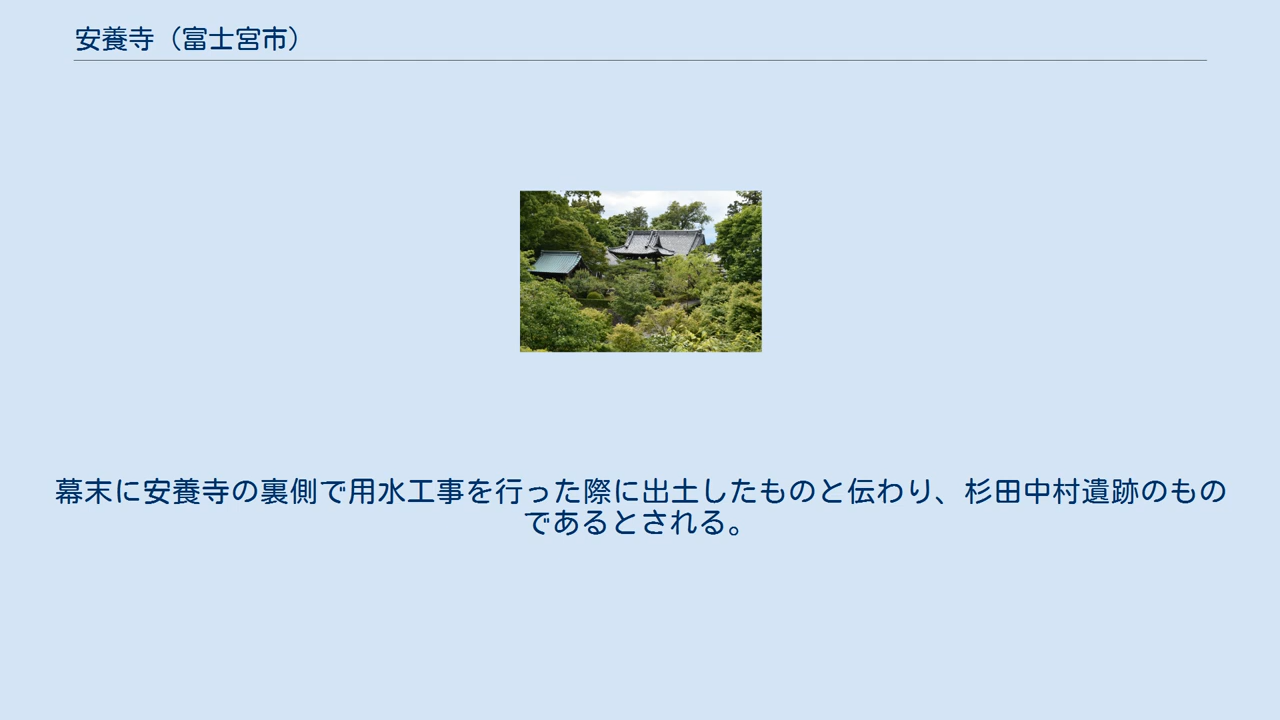 安養寺（富士宮市）
幕末に安養寺の裏側で用水工事を行った際に出土したものと伝わり、杉田中村遺跡のもの
であるとされる。